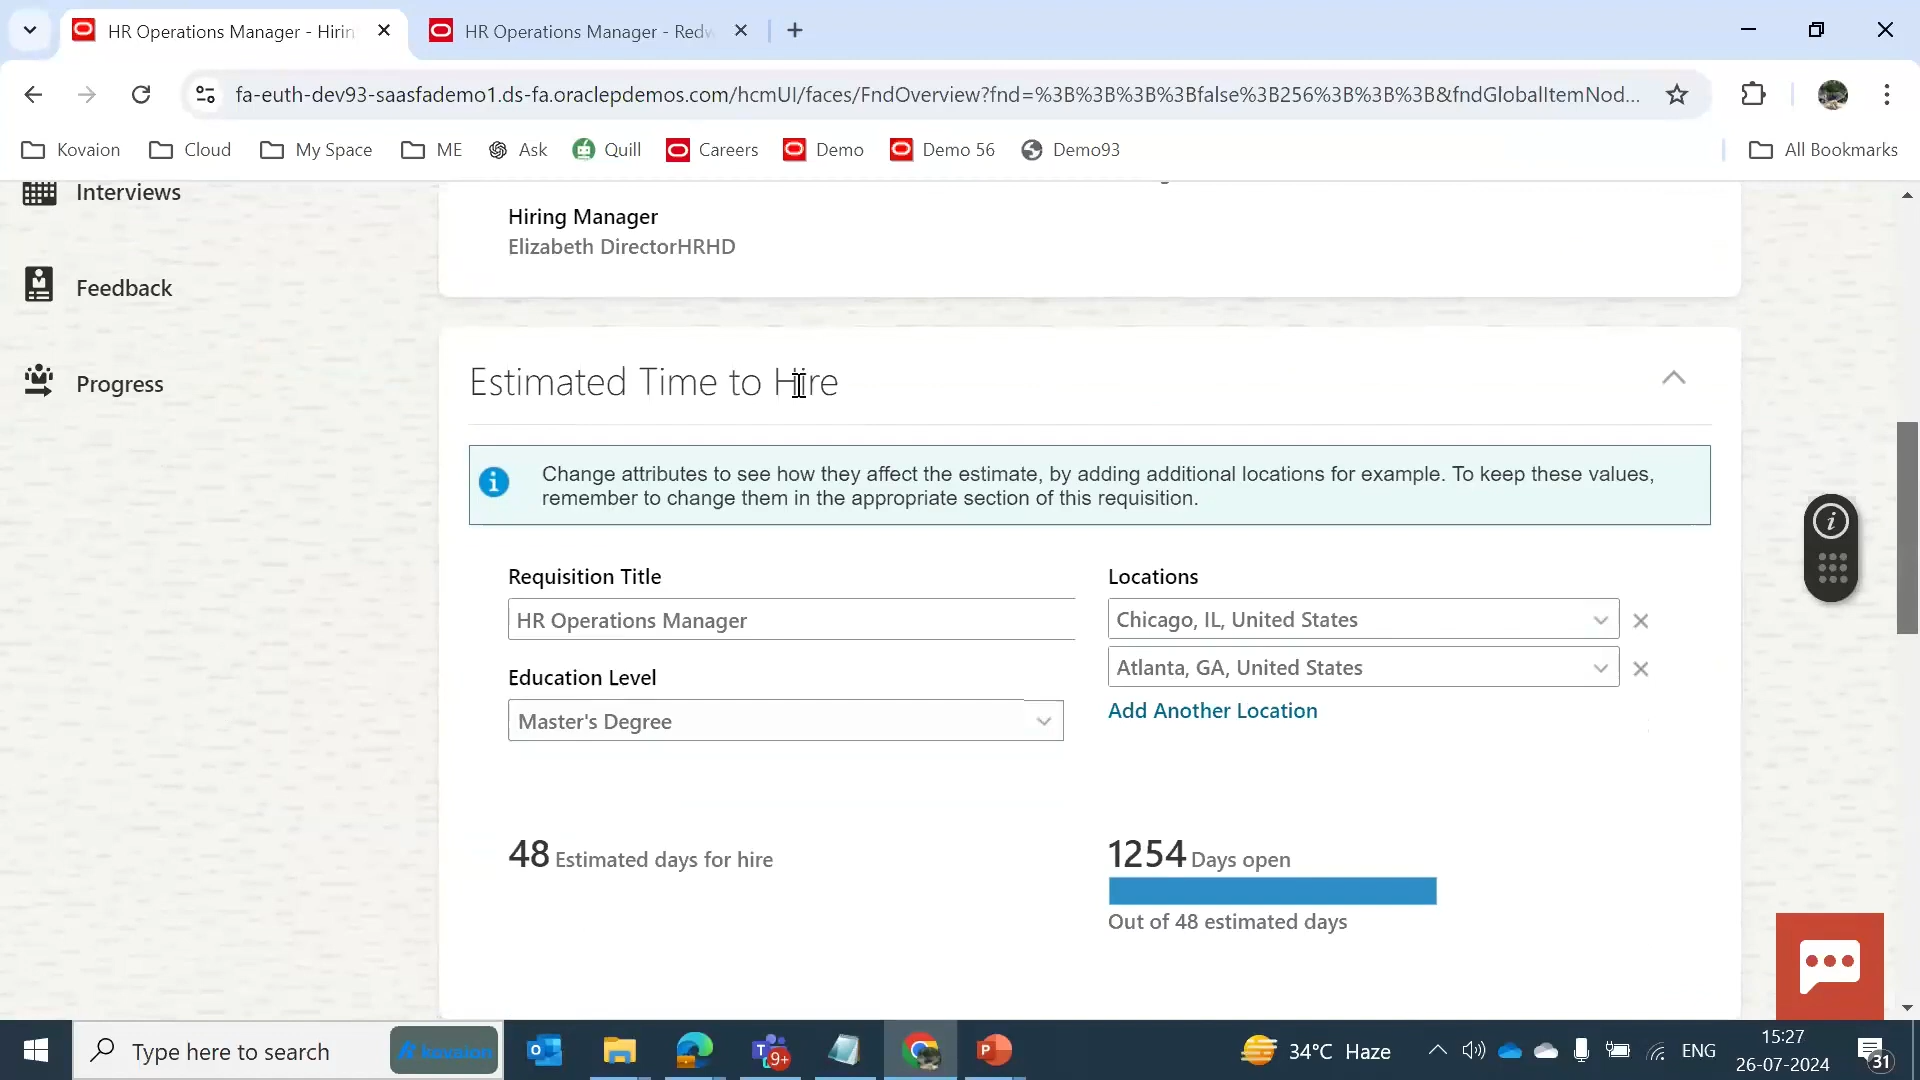 HR Operations Manager - Hirin
HR Operations Manager - Redw
fa-euth-dev93-saasfademo1.ds-fa.oraclepdemos.com/hcmUI/faces/FndOverview?fnd=%3B%3B%3B%3Bfalse%3B256%3B%3B%3B&fndGlobalItemNod...
Kovaion
Cloud
My Space
ME
Ask
Quill
Careers
Demo
Demo 56
Demo93
All Bookmarks
Interviews
Feedback
Progress
Hiring Manager
Elizabeth DirectorHRHD
Estimated Time to Hire
Change attributes to see how they affect the estimate, by adding additional locations for example. To keep these values,
remember to change them in the appropriate section of this requisition.
Requisition Title
HR Operations Manager
Education Level
Master's Degree
Locations
Chicago, IL, United States
Atlanta, GA, United States
Add Another Location
48 Estimated days for hire
1254 Days open
Out of 48 estimated days
Type here to search
kovaion
9+
34°C Haze
ENG
15:27
26-07-2024
31